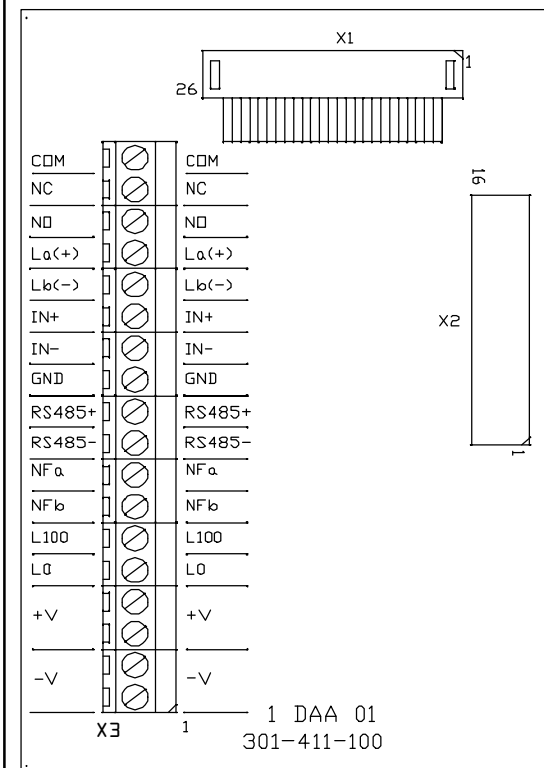 X1
1
26
COM COM
NC NC
NO NO
La(+) La(+)
Lb(-) Lb(-)
IN+ IN+
IN- IN-
GND GND
RS485+ RS485+
RS485- RS485-
NFa NFa
NFb NFb
L100 L100
L0 L0
+V +V
-V -V
X3 1
16
X2
1
1 DAA 01
301-411-100